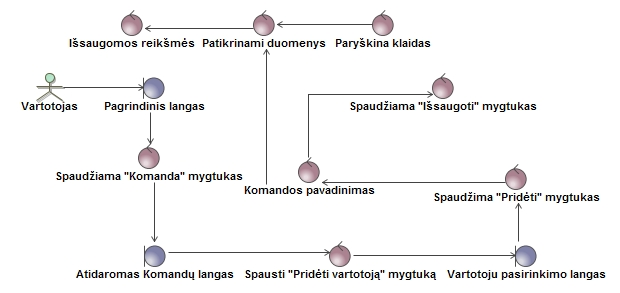 Išsaugomos reikšmės
Patikrinami duomenys
Paryškina klaidas
Vartotojas
Pagrindinis langas
Spaudžiama "Išsaugoti" mygtukas
Spaudžiama "Komanda" mygtukas
Komandos pavadinimas
Spaudžima "Pridėti" mygtukas
Atidaromas Komandų langas
Spausti "Pridėti vartotoją" mygtuką
Vartotoju pasirinkimo langas